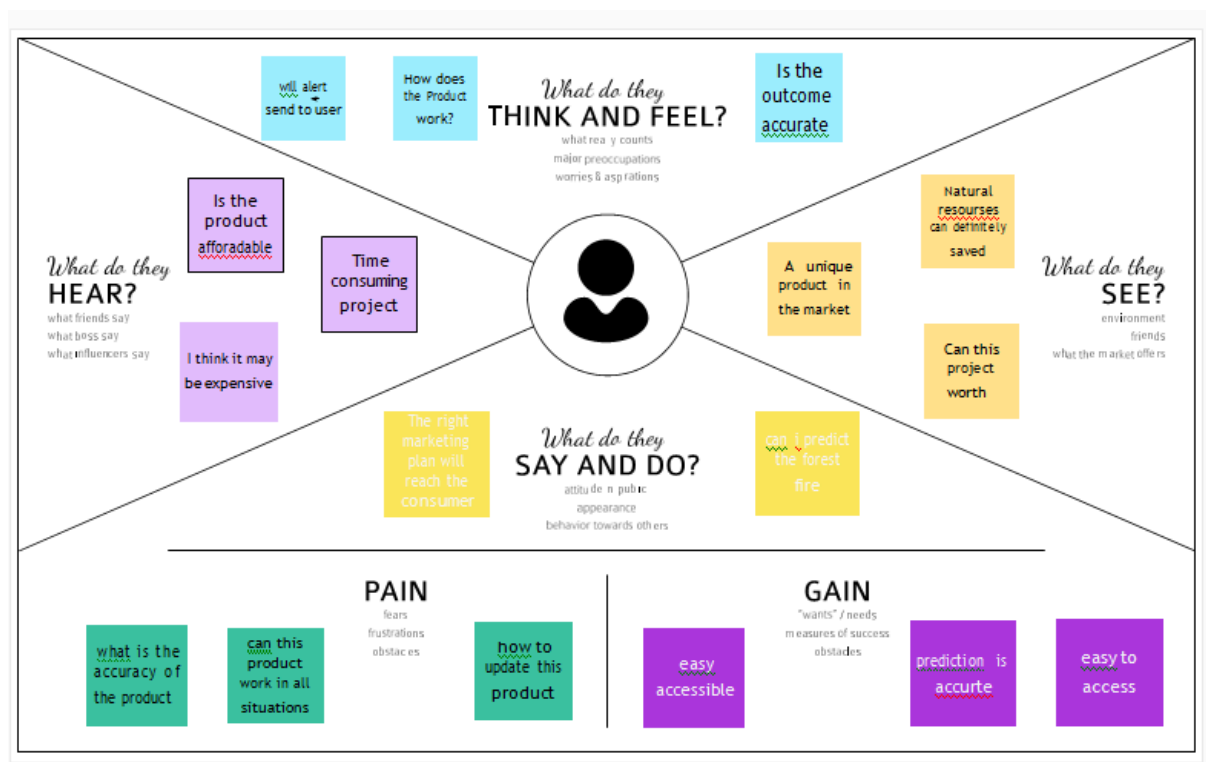 will alert
send to user
How does
the Product
work?
What do they
THINK AND FEEL?
what rea y counts
major preoccupations
worries & asp rations
Is the
outcome
accurate
What do they
HEAR?
what friends say
what boss say
what influencers say
Is the
product
afforadable
Time
consuming
project
I think it may
be expensive
Natural
resourses
can definitely
saved
A unique
product in
the market
Can this
project
worth
What do they
SEE?
environment
friends
what the market offers
The right
marketing
plan will
reach the
consumer
What do they
SAY AND DO?
attitude n pub ic
appearance
behavior towards others
can i predict
the forest
fire
PAIN
fears
frustrations
obstac es
what is the
accuracy of
the product
can this
product
work in all
situations
how to
update this
product
GAIN
"wants" / needs
measures of success
obstacles
easy
accessible
prediction is
accurte
easy to
access